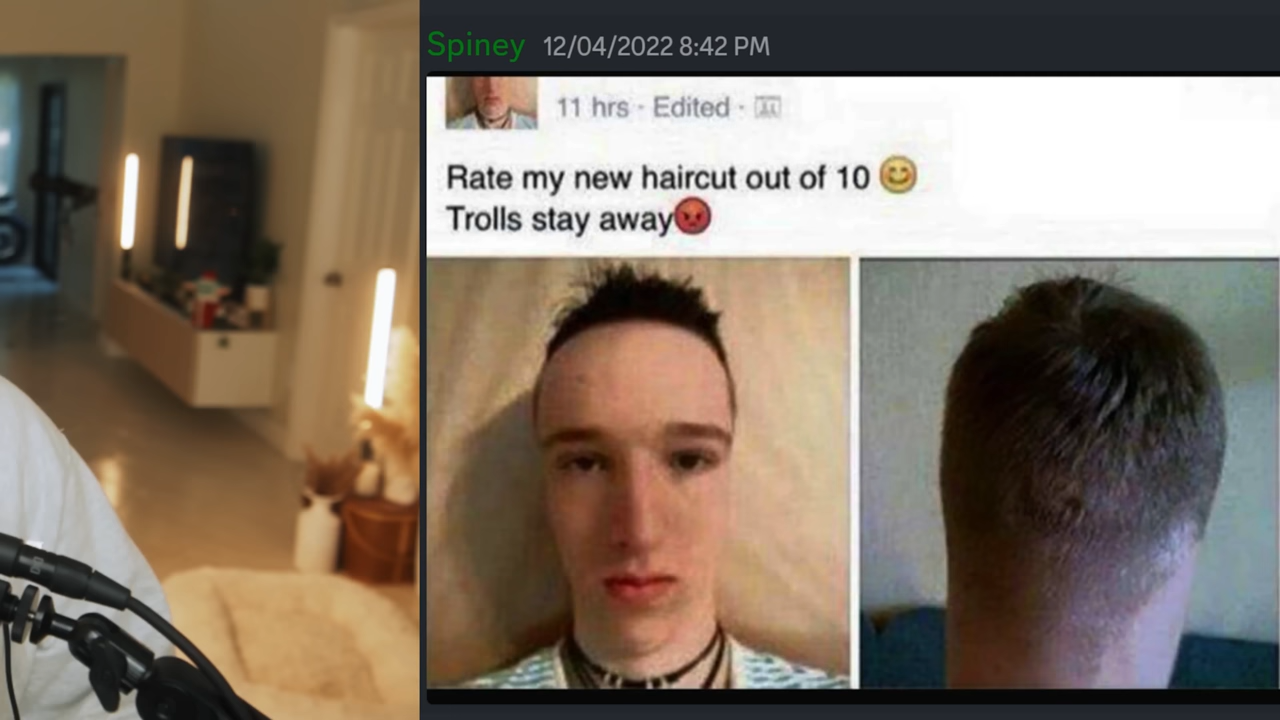 Spiney 12/04/2022 8:42 PM
11 hrs · Edited ·
Rate my new haircut out of 10 😊
Trolls stay away😡